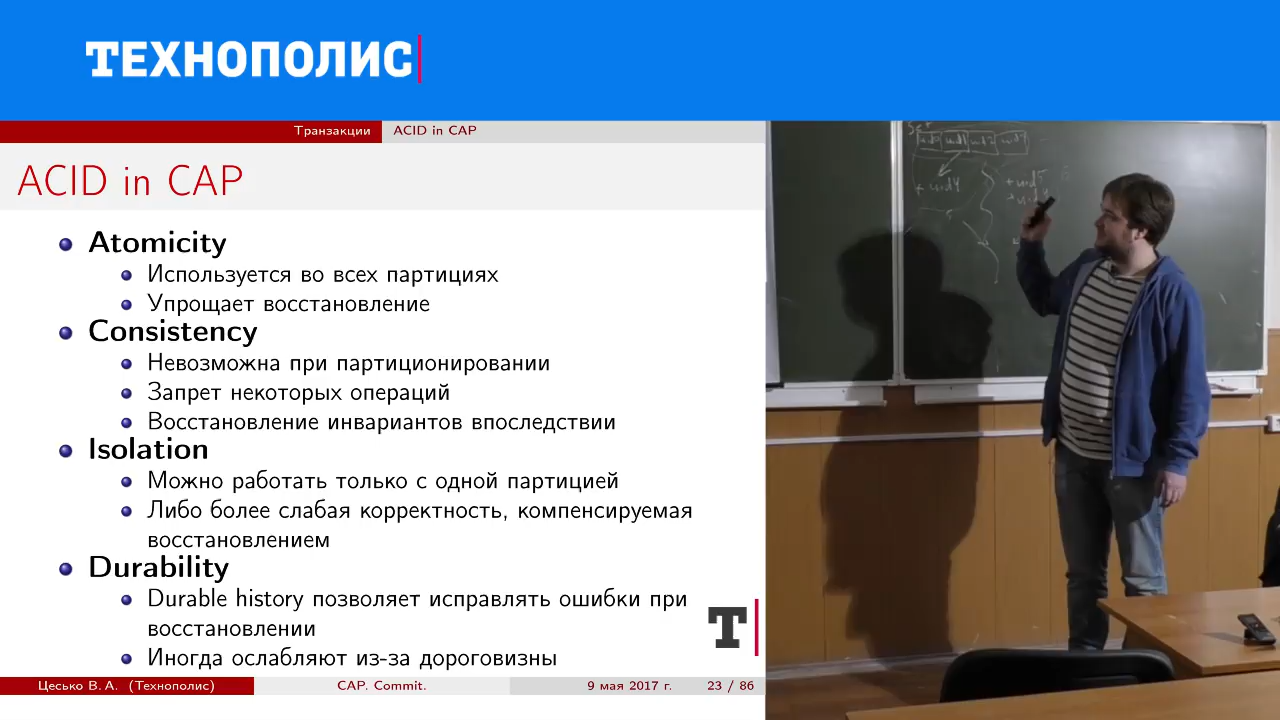 ТЕХНОПОЛИС
Транзакции ACID in CAP
ACID in CAP
Atomicity
Используется во всех партициях
Упрощает восстановление
Consistency
Невозможна при партиционировании
Запрет некоторых операций
Восстановление инвариантов впоследствии
Isolation
Можно работать только с одной партицией
Либо более слабая корректность, компенсируемая
восстановлением
Durability
Durable history позволяет исправлять ошибки при
восстановлении
Иногда ослабляют из-за дороговизны
Т
Цесько В. А. (Технополис) CAP. Commit. 9 мая 2017 г. 23 / 86